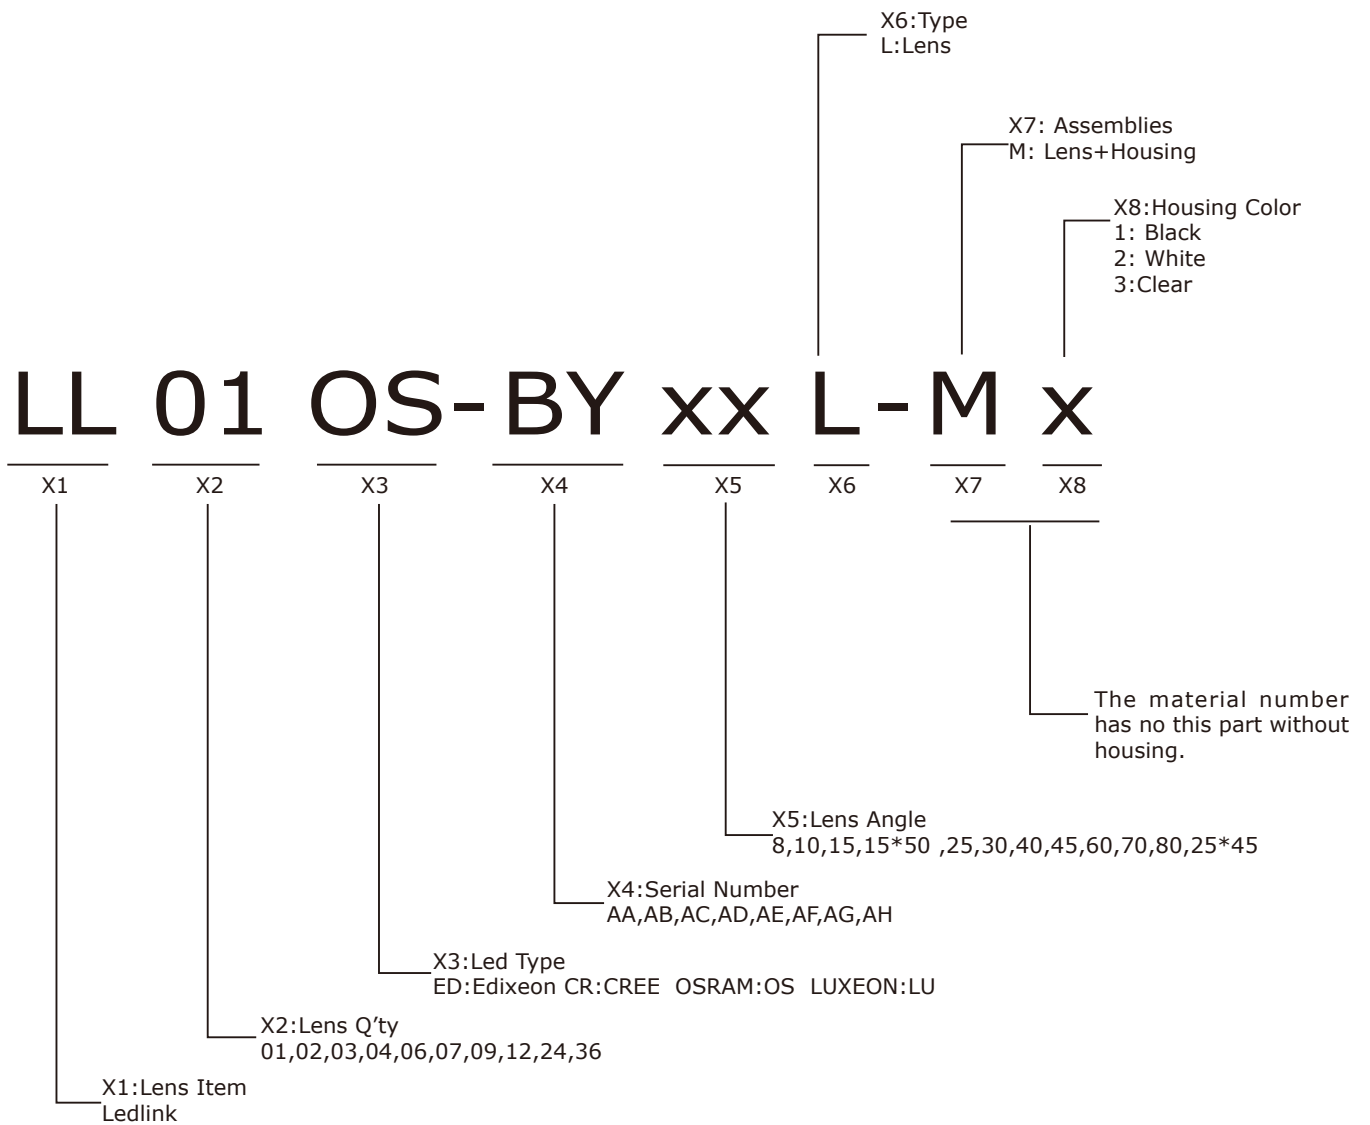 X6:Type
L:Lens
X7: Assemblies
M: Lens+Housing
X8:Housing Color
1: Black
2: White
3:Clear
LL 01 OS-BY xx L-M x
X1 X2 X3 X4 X5 X6 X7 X8
The material number
has no this part without
housing.
X5:Lens Angle
8,10,15,15*50 ,25,30,40,45,60,70,80,25*45
X4:Serial Number
AA,AB,AC,AD,AE,AF,AG,AH
X3:Led Type
ED:Edixeon CR:CREE OSRAM:OS LUXEON:LU
X2:Lens Q’ty
01,02,03,04,06,07,09,12,24,36
X1:Lens Item
Ledlink